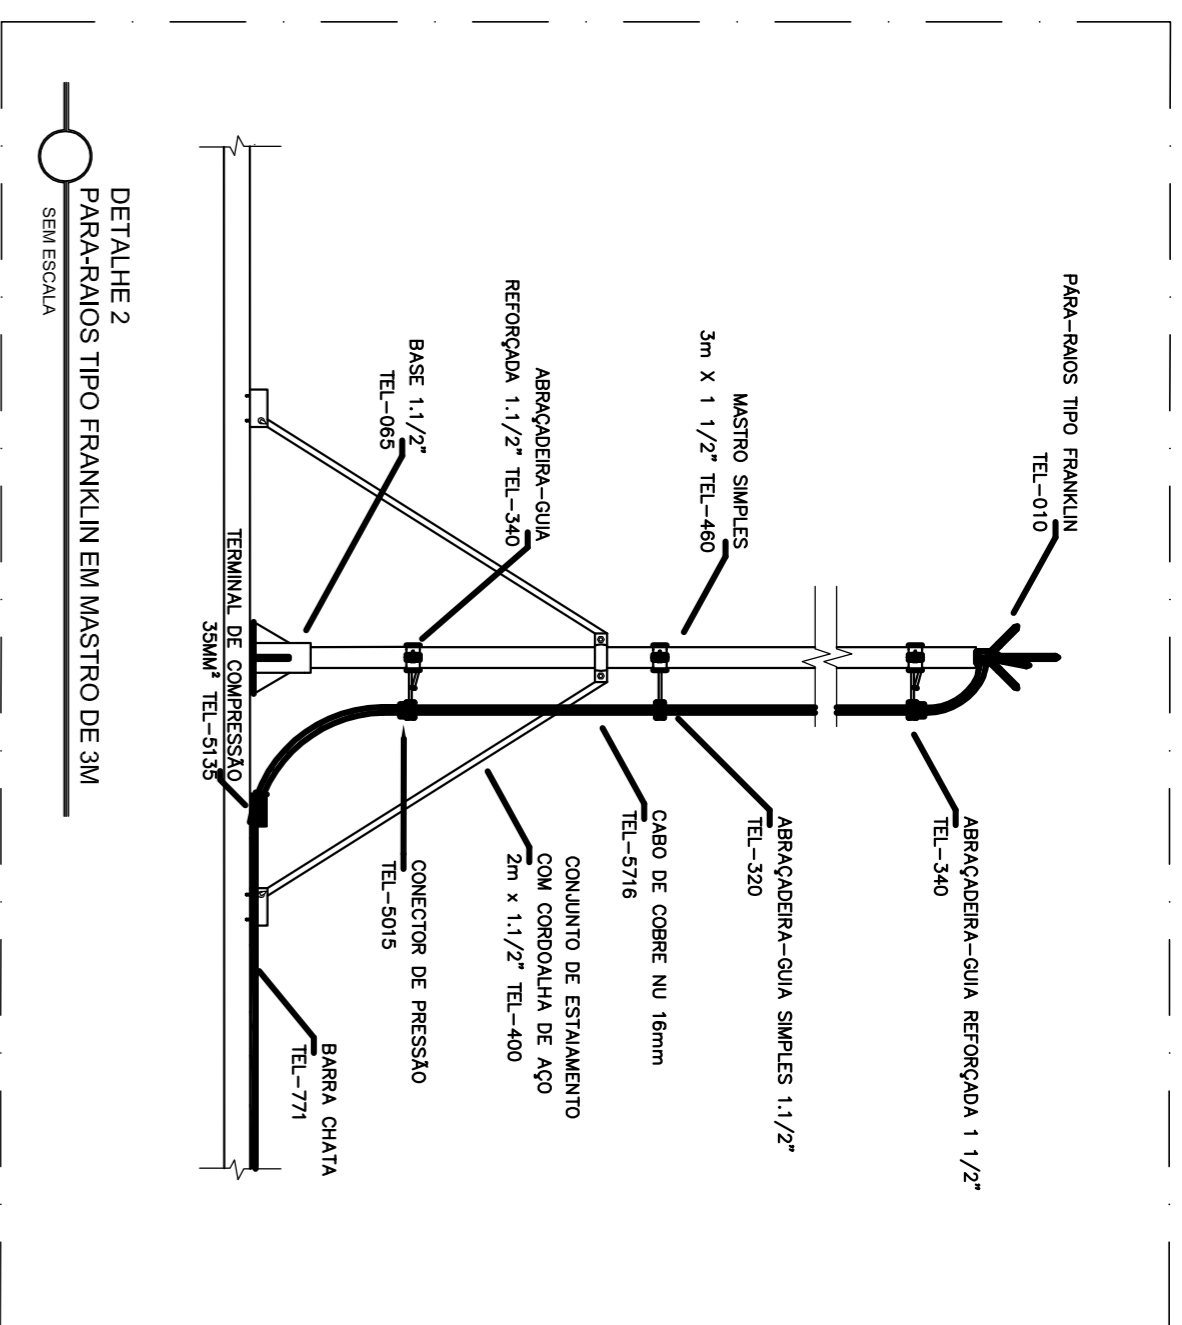 PÁRA-RAIOS TIPO FRANKLIN
TEL-010
ABRAÇADEIRA-GUIA REFORÇADA 1 1/2"
TEL-340
MASTRO SIMPLES
3m X 1 1/2" TEL-460
ABRAÇADEIRA-GUIA SIMPLES 1.1/2"
TEL-320
CABO DE COBRE NU 16mm
TEL-5716
ABRAÇADEIRA-GUIA
REFORÇADA 1.1/2" TEL-340
CONJUNTO DE ESTAIAMENTO
COM CORDOALHA DE AÇO
2m x 1.1/2" TEL-400
BASE 1.1/2"
TEL-065
CONECTOR DE PRESSÃO
TEL-5015
BARRA CHATA
TEL-771
TERMINAL DE COMPRESSÃO
35MM² TEL-5135
DETALHE 2
PARA-RAIOS TIPO FRANKLIN EM MASTRO DE 3M
SEM ESCALA